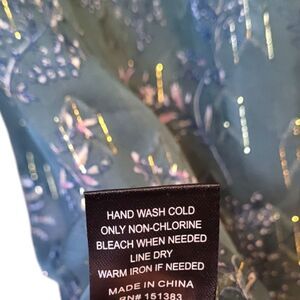 HAND WASH COLD
ONLY NON-CHLORINE
BLEACH WHEN NEEDED
LINE DRY
WARM IRON IF NEEDED
MADE IN CHINA
RN# 151383